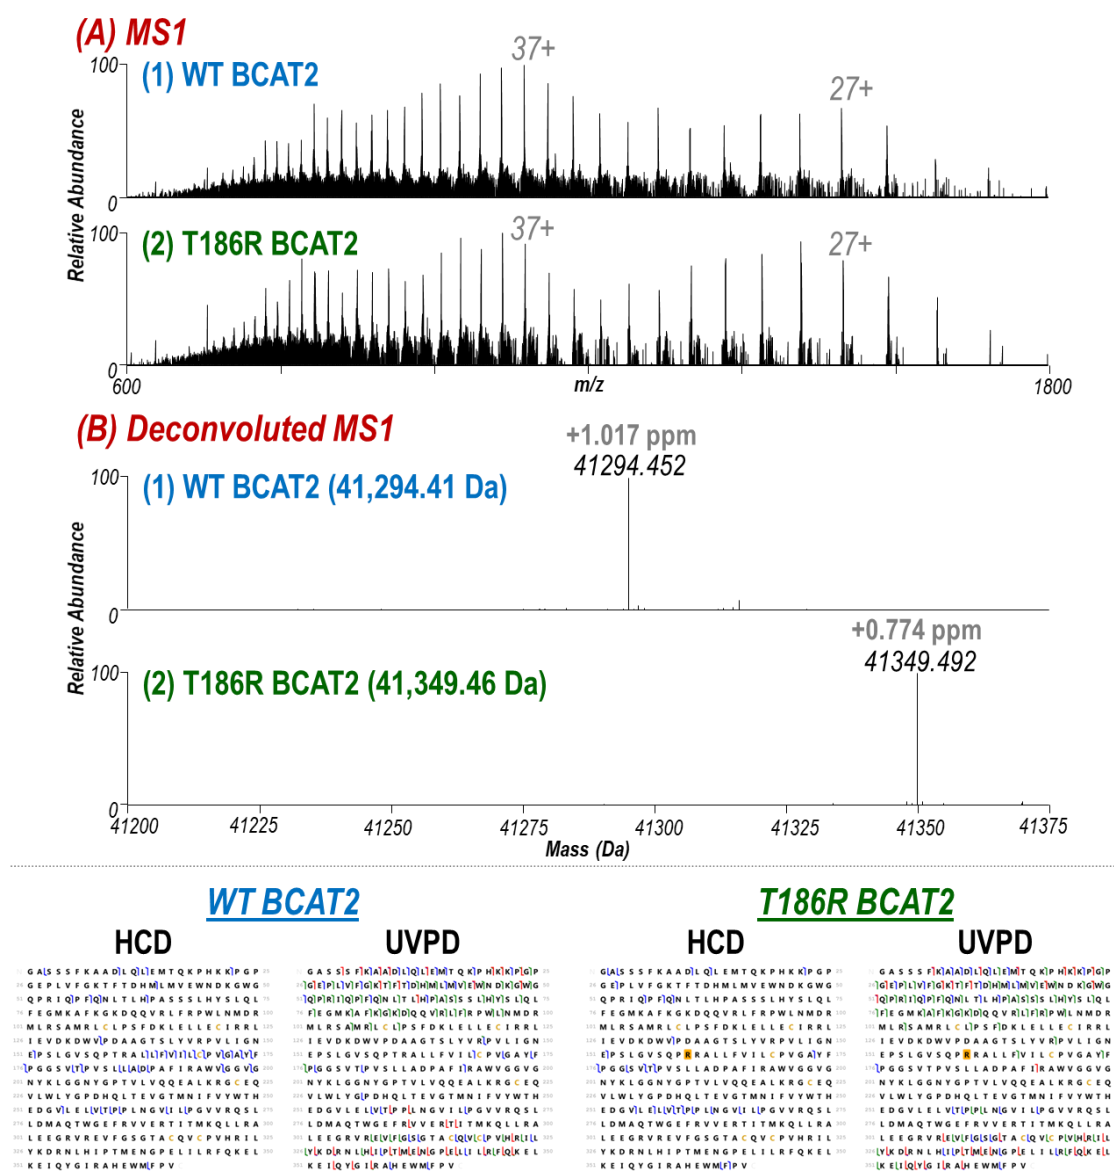 (A) MS1
(1) WT BCAT2
37+
27+
100
0
(2) T186R BCAT2
37+
27+
100
0
Relative Abundance
600
m/z
1800
(B) Deconvoluted MS1
+1.017 ppm
41294.452
(1) WT BCAT2 (41,294.41 Da)
100
0
+0.774 ppm
41349.492
(2) T186R BCAT2 (41,349.46 Da)
100
0
Relative Abundance
41200 41225 41250 41275 41300 41325 41350 41375
Mass (Da)
WT BCAT2
HCD
G A S S S F K A A D L Q L E M T Q K P H K K P G P
G E P L V F G K T F T D H M L M V E W N D K G W G
Q P R I Q P F Q N L T L H P A S S S L H Y S L Q L
F E G M K A F K G K D Q Q V R L F R P W L N M D R
M L R S A M R L C L P S F D K L E L L E C I R R L
I E V D K D W V P D A A G T S L Y V R P V L I G N
E P S L G V S Q P T R A L L F V I L C P V G A Y F
P G G S V T P V S L L A D P A F I R A W V G G V G
N Y K L G G N Y G P T V L V Q Q E A L K R G C E Q
V L W L Y G P D H Q L T E V G T M N I F V Y W T H
E D G V L E L V T P P L N G V I L P G V V R Q S L
L D M A Q T W G E F R V V E R T I T M K Q L L R A
L E E G R V R E V F G S G T A C Q V C P V H R I L
Y K D R N L H I P T M E N G P E L I L R F Q K E L
K E I Q Y G I R A H E W M F P V
UVPD
G A S S S F K A A D L Q L E M T Q K P H K K P G P
G E P L V F G K T F T D H M L M V E W N D K G W G
Q P R I Q P F Q N L T L H P A S S S L H Y S L Q L
F E G M K A F K G K D Q Q V R L F R P W L N M D R
M L R S A M R L C L P S F D K L E L L E C I R R L
I E V D K D W V P D A A G T S L Y V R P V L I G N
E P S L G V S Q P T R A L L F V I L C P V G A Y F
P G G S V T P V S L L A D P A F I R A W V G G V G
N Y K L G G N Y G P T V L V Q Q E A L K R G C E Q
V L W L Y G P D H Q L T E V G T M N I F V Y W T H
E D G V L E L V T P P L N G V I L P G V V R Q S L
L D M A Q T W G E F R V V E R T I T M K Q L L R A
L E E G R V R E V F G S G T A C Q V C P V H R I L
Y K D R N L H I P T M E N G P E L I L R F Q K E L
K E I Q Y G I R A H E W M F P V
T186R BCAT2
HCD
G A S S S F K A A D L Q L E M T Q K P H K K P G P
G E P L V F G K T F T D H M L M V E W N D K G W G
Q P R I Q P F Q N L T L H P A S S S L H Y S L Q L
F E G M K A F K G K D Q Q V R L F R P W L N M D R
M L R S A M R L C L P S F D K L E L L E C I R R L
I E V D K D W V P D A A G T S L Y V R P V L I G N
E P S L G V S Q P R R A L L F V I L C P V G A Y F
P G G S V T P V S L L A D P A F I R A W V G G V G
N Y K L G G N Y G P T V L V Q Q E A L K R G C E Q
V L W L Y G P D H Q L T E V G T M N I F V Y W T H
E D G V L E L V T P P L N G V I L P G V V R Q S L
L D M A Q T W G E F R V V E R T I T M K Q L L R A
L E E G R V R E V F G S G T A C Q V C P V H R I L
Y K D R N L H I P T M E N G P E L I L R F Q K E L
K E I Q Y G I R A H E W M F P V
UVPD
G A S S S F K A A D L Q L E M T Q K P H K K P G P
G E P L V F G K T F T D H M L M V E W N D K G W G
Q P R I Q P F Q N L T L H P A S S S L H Y S L Q L
F E G M K A F K G K D Q Q V R L F R P W L N M D R
M L R S A M R L C L P S F D K L E L L E C I R R L
I E V D K D W V P D A A G T S L Y V R P V L I G N
E P S L G V S Q P R R A L L F V I L C P V G A Y F
P G G S V T P V S L L A D P A F I R A W V G G V G
N Y K L G G N Y G P T V L V Q Q E A L K R G C E Q
V L W L Y G P D H Q L T E V G T M N I F V Y W T H
E D G V L E L V T P P L N G V I L P G V V R Q S L
L D M A Q T W G E F R V V E R T I T M K Q L L R A
L E E G R V R E V F G S G T A C Q V C P V H R I L
Y K D R N L H I P T M E N G P E L I L R F Q K E L
K E I Q Y G I R A H E W M F P V